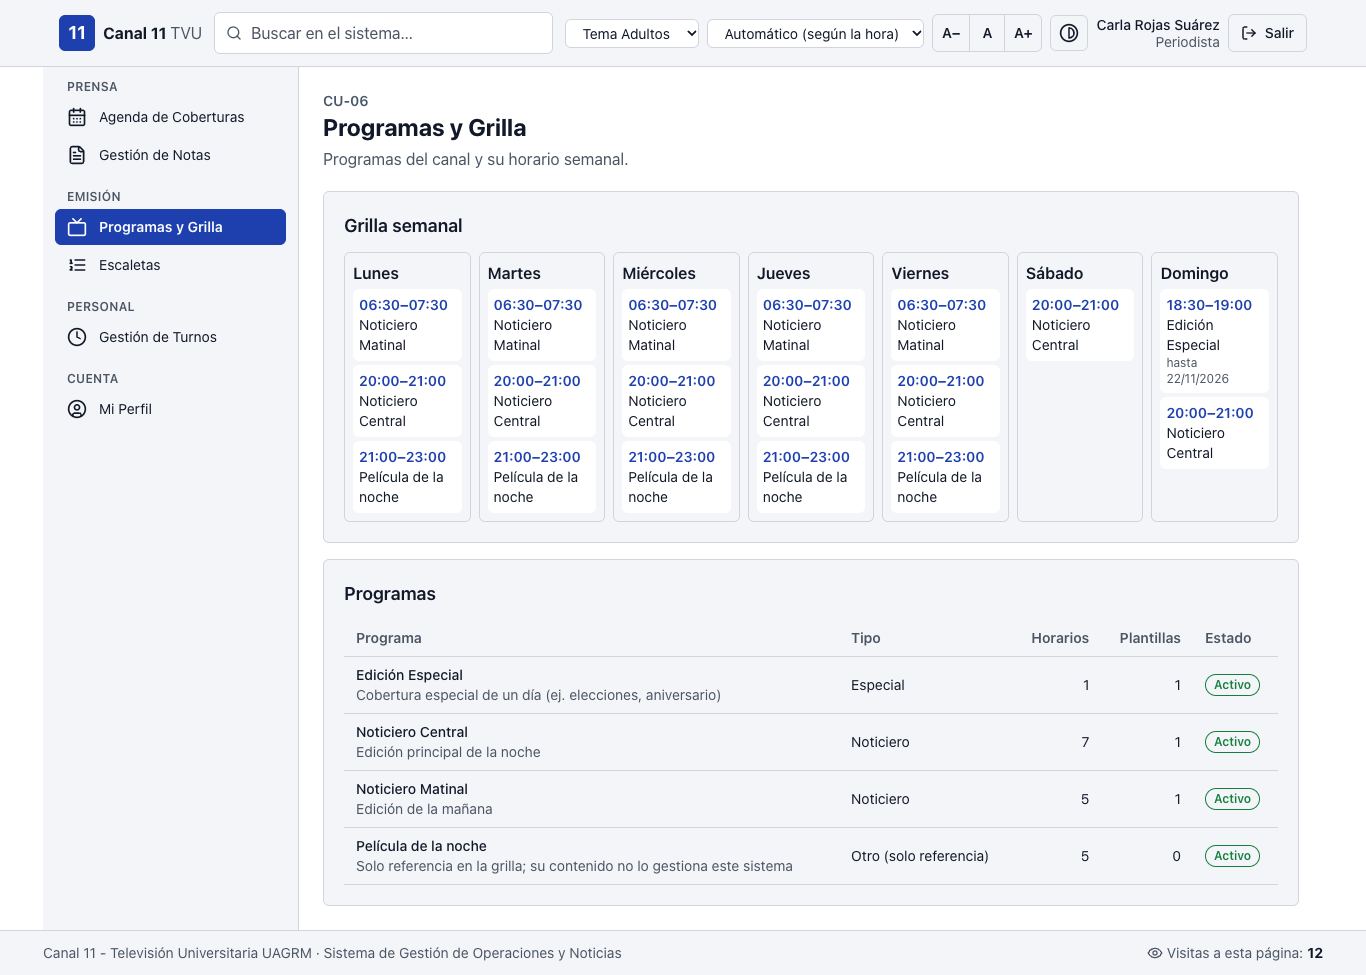 11 Canal 11 TVU
Buscar en el sistema...
Tema Adultos
Automático (según la hora)
A− A A+
Carla Rojas Suárez
Periodista
Salir
PRENSA
Agenda de Coberturas
Gestión de Notas
EMISIÓN
Programas y Grilla
Escaletas
PERSONAL
Gestión de Turnos
CUENTA
Mi Perfil
CU-06
Programas y Grilla
Programas del canal y su horario semanal.
Grilla semanal
Lunes
06:30–07:30
Noticiero
Matinal
20:00–21:00
Noticiero
Central
21:00–23:00
Película de la
noche
Martes
06:30–07:30
Noticiero
Matinal
20:00–21:00
Noticiero
Central
21:00–23:00
Película de la
noche
Miércoles
06:30–07:30
Noticiero
Matinal
20:00–21:00
Noticiero
Central
21:00–23:00
Película de la
noche
Jueves
06:30–07:30
Noticiero
Matinal
20:00–21:00
Noticiero
Central
21:00–23:00
Película de la
noche
Viernes
06:30–07:30
Noticiero
Matinal
20:00–21:00
Noticiero
Central
21:00–23:00
Película de la
noche
Sábado
20:00–21:00
Noticiero
Central
Domingo
18:30–19:00
Edición
Especial
hasta
22/11/2026
20:00–21:00
Noticiero
Central
Programas
Programa Tipo Horarios Plantillas Estado
Edición Especial
Cobertura especial de un día (ej. elecciones, aniversario)
Especial 1 1 Activo
Noticiero Central
Edición principal de la noche
Noticiero 7 1 Activo
Noticiero Matinal
Edición de la mañana
Noticiero 5 1 Activo
Película de la noche
Solo referencia en la grilla; su contenido no lo gestiona este sistema
Otro (solo referencia) 5 0 Activo
Canal 11 - Televisión Universitaria UAGRM · Sistema de Gestión de Operaciones y Noticias
Visitas a esta página: 12